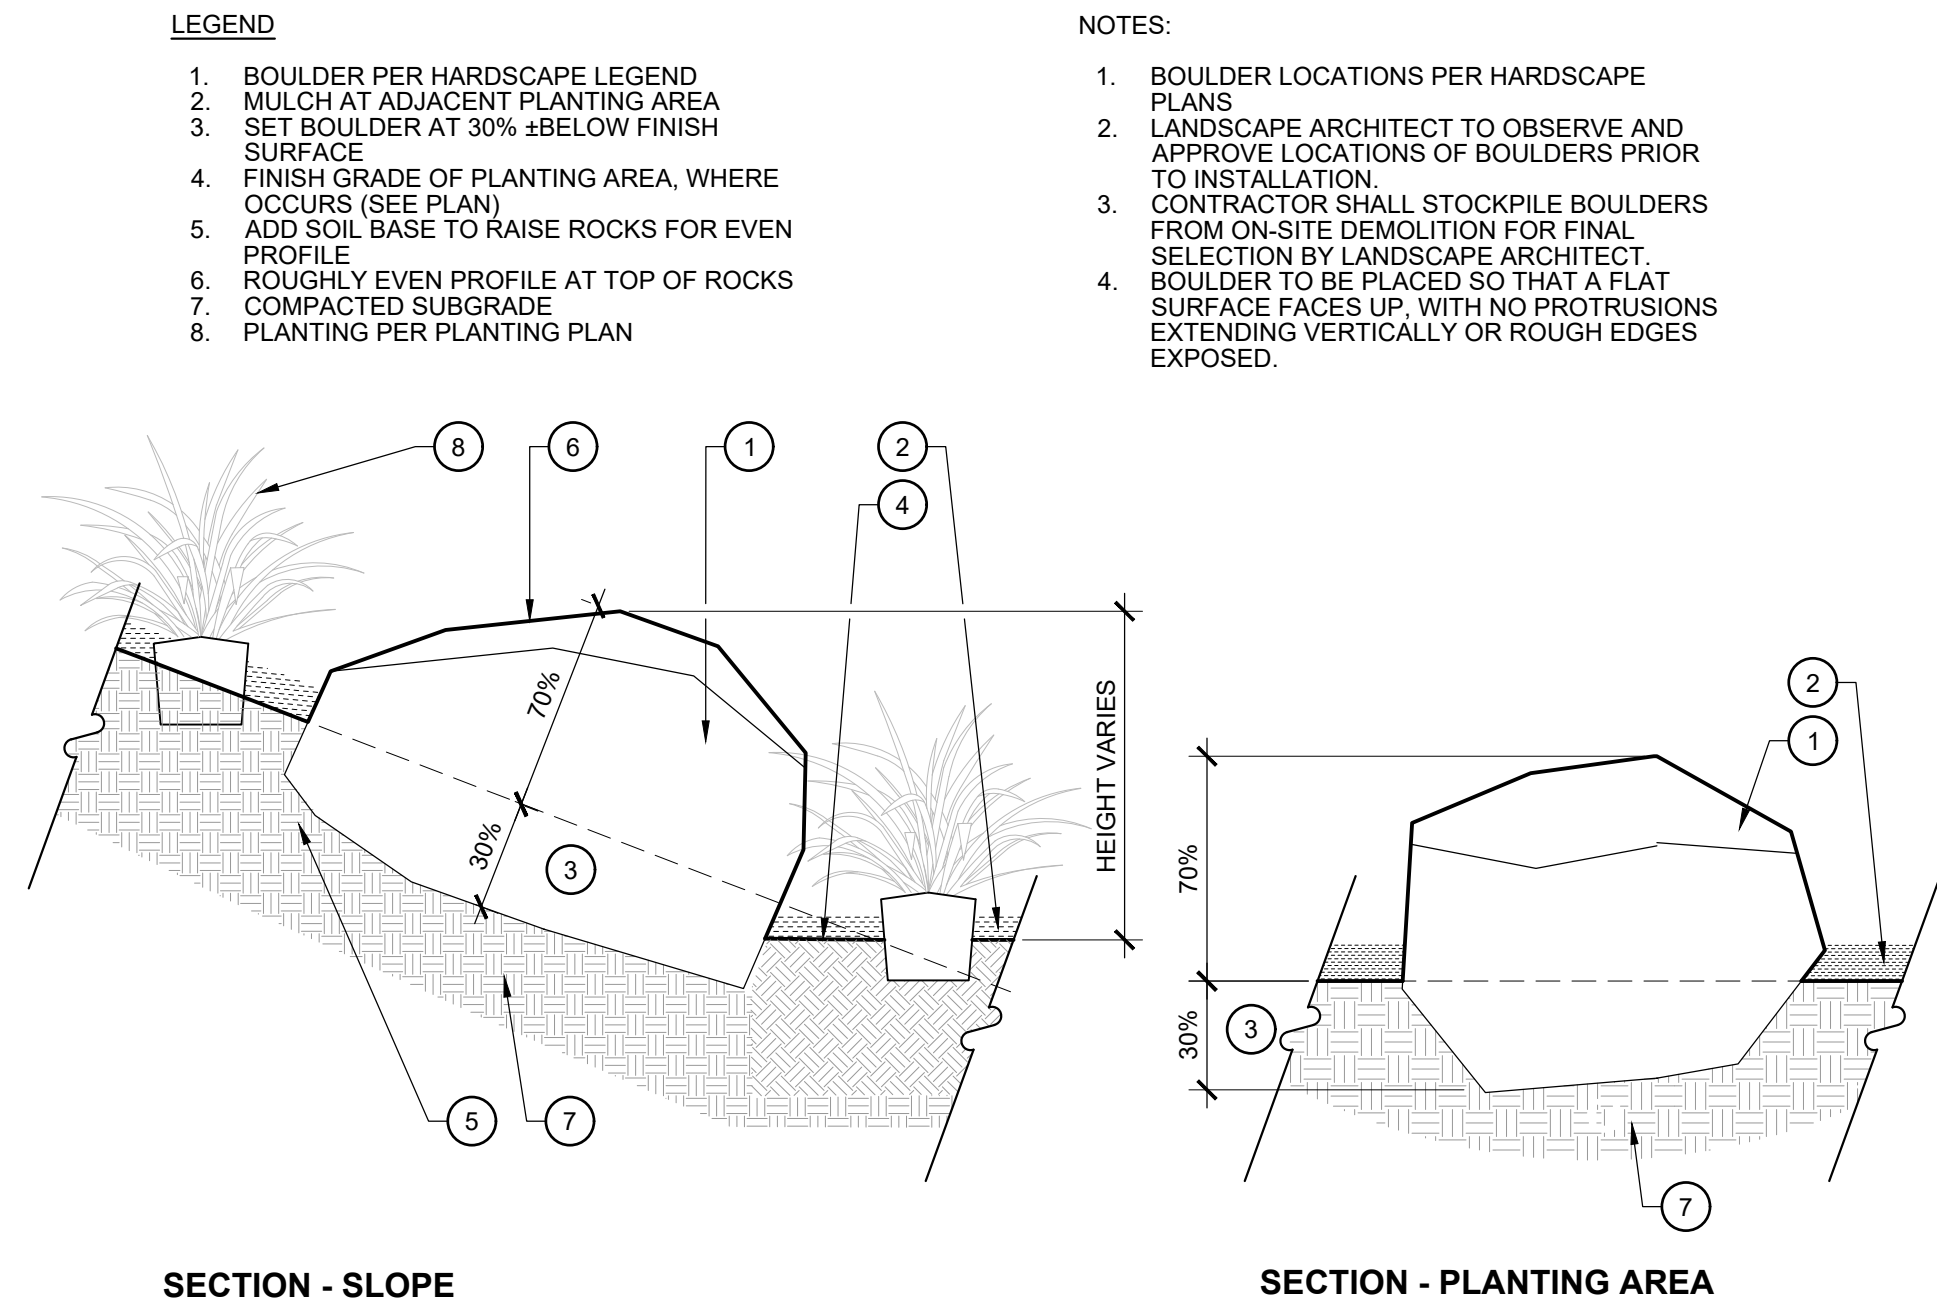 LEGEND
1. BOULDER PER HARDSCAPE LEGEND
2. MULCH AT ADJACENT PLANTING AREA
3. SET BOULDER AT 30% ±BELOW FINISH
SURFACE
4. FINISH GRADE OF PLANTING AREA, WHERE
OCCURS (SEE PLAN)
5. ADD SOIL BASE TO RAISE ROCKS FOR EVEN
PROFILE
6. ROUGHLY EVEN PROFILE AT TOP OF ROCKS
7. COMPACTED SUBGRADE
8. PLANTING PER PLANTING PLAN
NOTES:
1. BOULDER LOCATIONS PER HARDSCAPE
PLANS
2. LANDSCAPE ARCHITECT TO OBSERVE AND
APPROVE LOCATIONS OF BOULDERS PRIOR
TO INSTALLATION.
3. CONTRACTOR SHALL STOCKPILE BOULDERS
FROM ON-SITE DEMOLITION FOR FINAL
SELECTION BY LANDSCAPE ARCHITECT.
4. BOULDER TO BE PLACED SO THAT A FLAT
SURFACE FACES UP, WITH NO PROTRUSIONS
EXTENDING VERTICALLY OR ROUGH EDGES
EXPOSED.
8
6
1
2
4
70%
30%
3
HEIGHT VARIES
5
7
SECTION - SLOPE
2
1
70%
30%
3
7
SECTION - PLANTING AREA